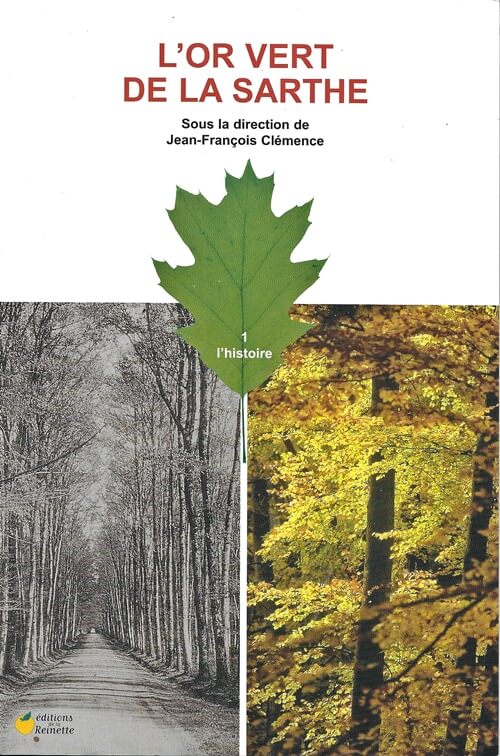 L'OR VERT
DE LA SARTHE
Sous la direction de
Jean-François Clémence
1
l'histoire
éditions
de la
Reinette